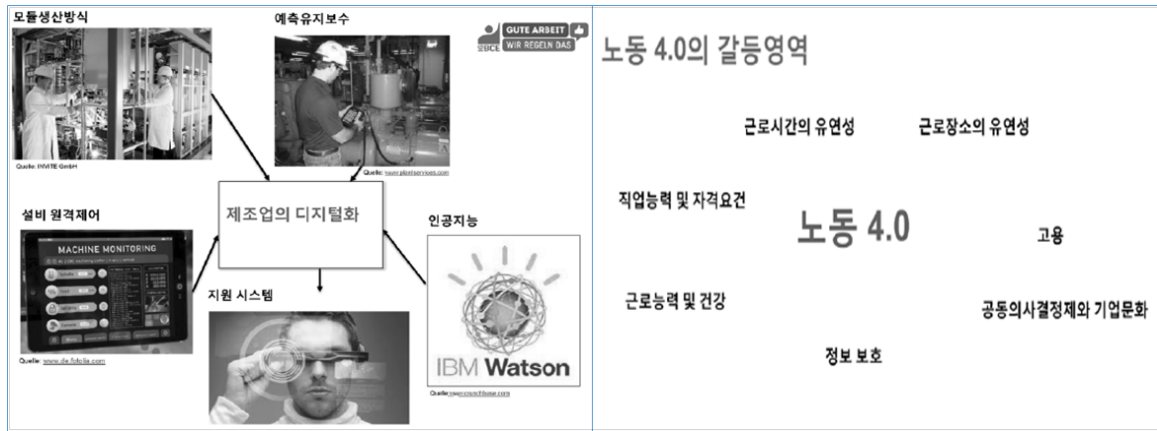 모듈생산방식
예측유지보수
IGBCE
GUTE ARBEIT
WIR REGELN DAS
Quelle: INVITE GmbH
Quelle: www.plantservices.com
제조업의 디지털화
설비 원격제어
MACHINE MONITORING
Quelle: www.de.fotolia.com
지원 시스템
인공지능
IBM Watson
노동 4.0의 갈등영역
근로시간의 유연성
근로장소의 유연성
직업능력 및 자격요건
노동 4.0
고용
근로능력 및 건강
공동의사결정제와 기업문화
정보 보호